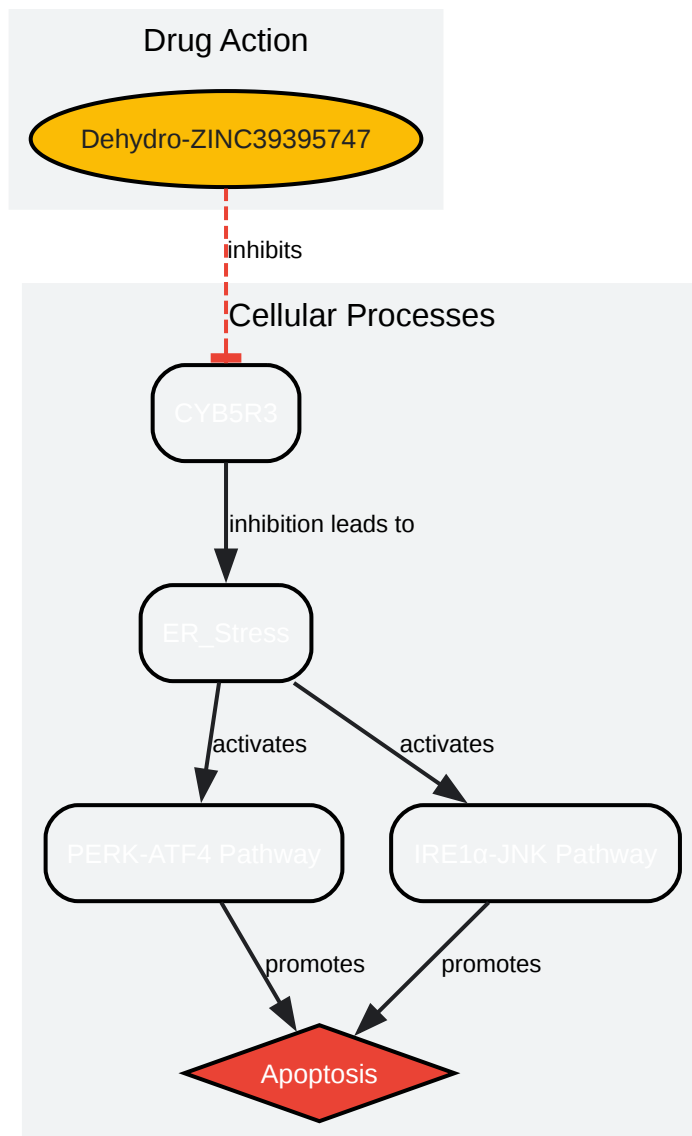 Drug Action
Dehydro-ZINC39395747
inhibits
Cellular Processes
CYB5R3
inhibition leads to
ER_Stress
activates
activates
PERK-ATF4 Pathway
IRE1α-JNK Pathway
promotes
promotes
Apoptosis